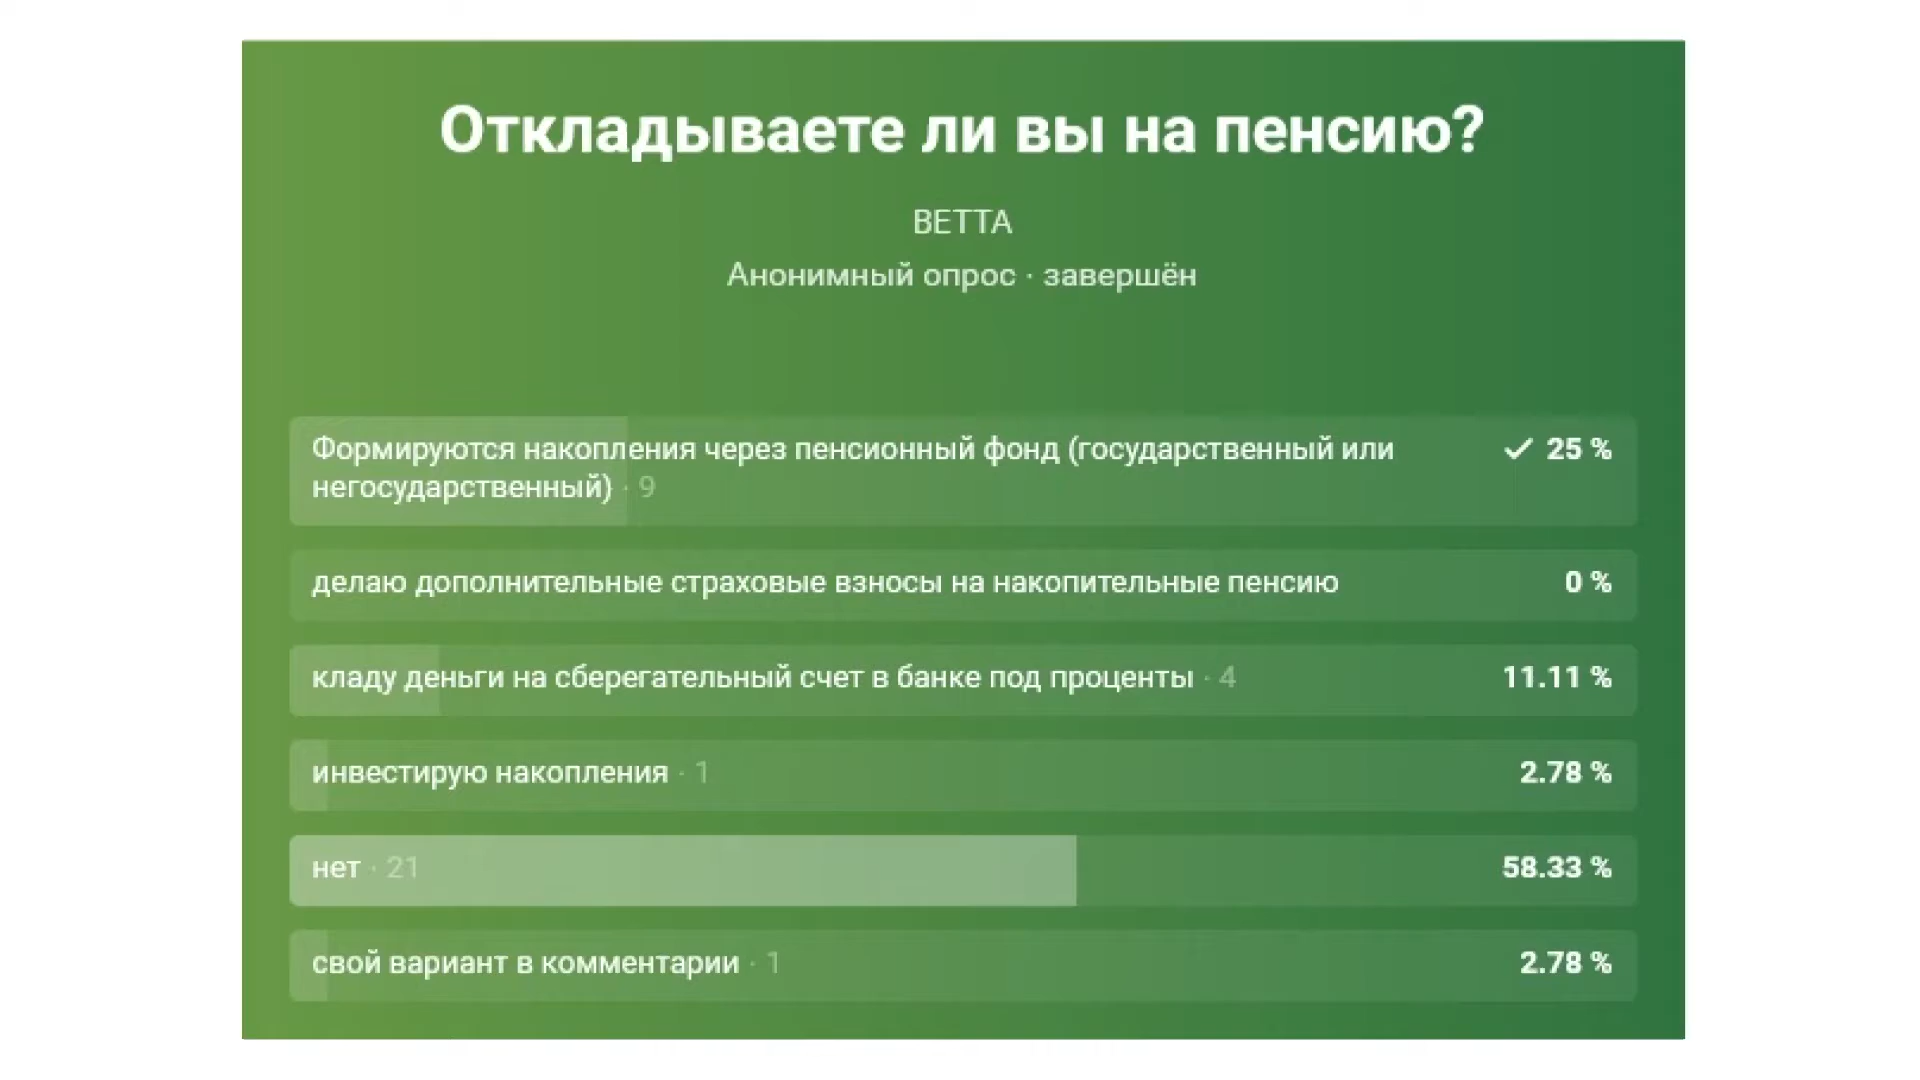 Откладываете ли вы на пенсию?
ВЕТТА
Анонимный опрос · завершён
Формируются накопления через пенсионный фонд (государственный или 25 %
негосударственный) · 9
делаю дополнительные страховые взносы на накопительные пенсию 0 %
кладу деньги на сберегательный счет в банке под проценты · 4 11.11 %
инвестирую накопления · 1 2.78 %
нет · 21 58.33 %
свой вариант в комментарии · 1 2.78 %